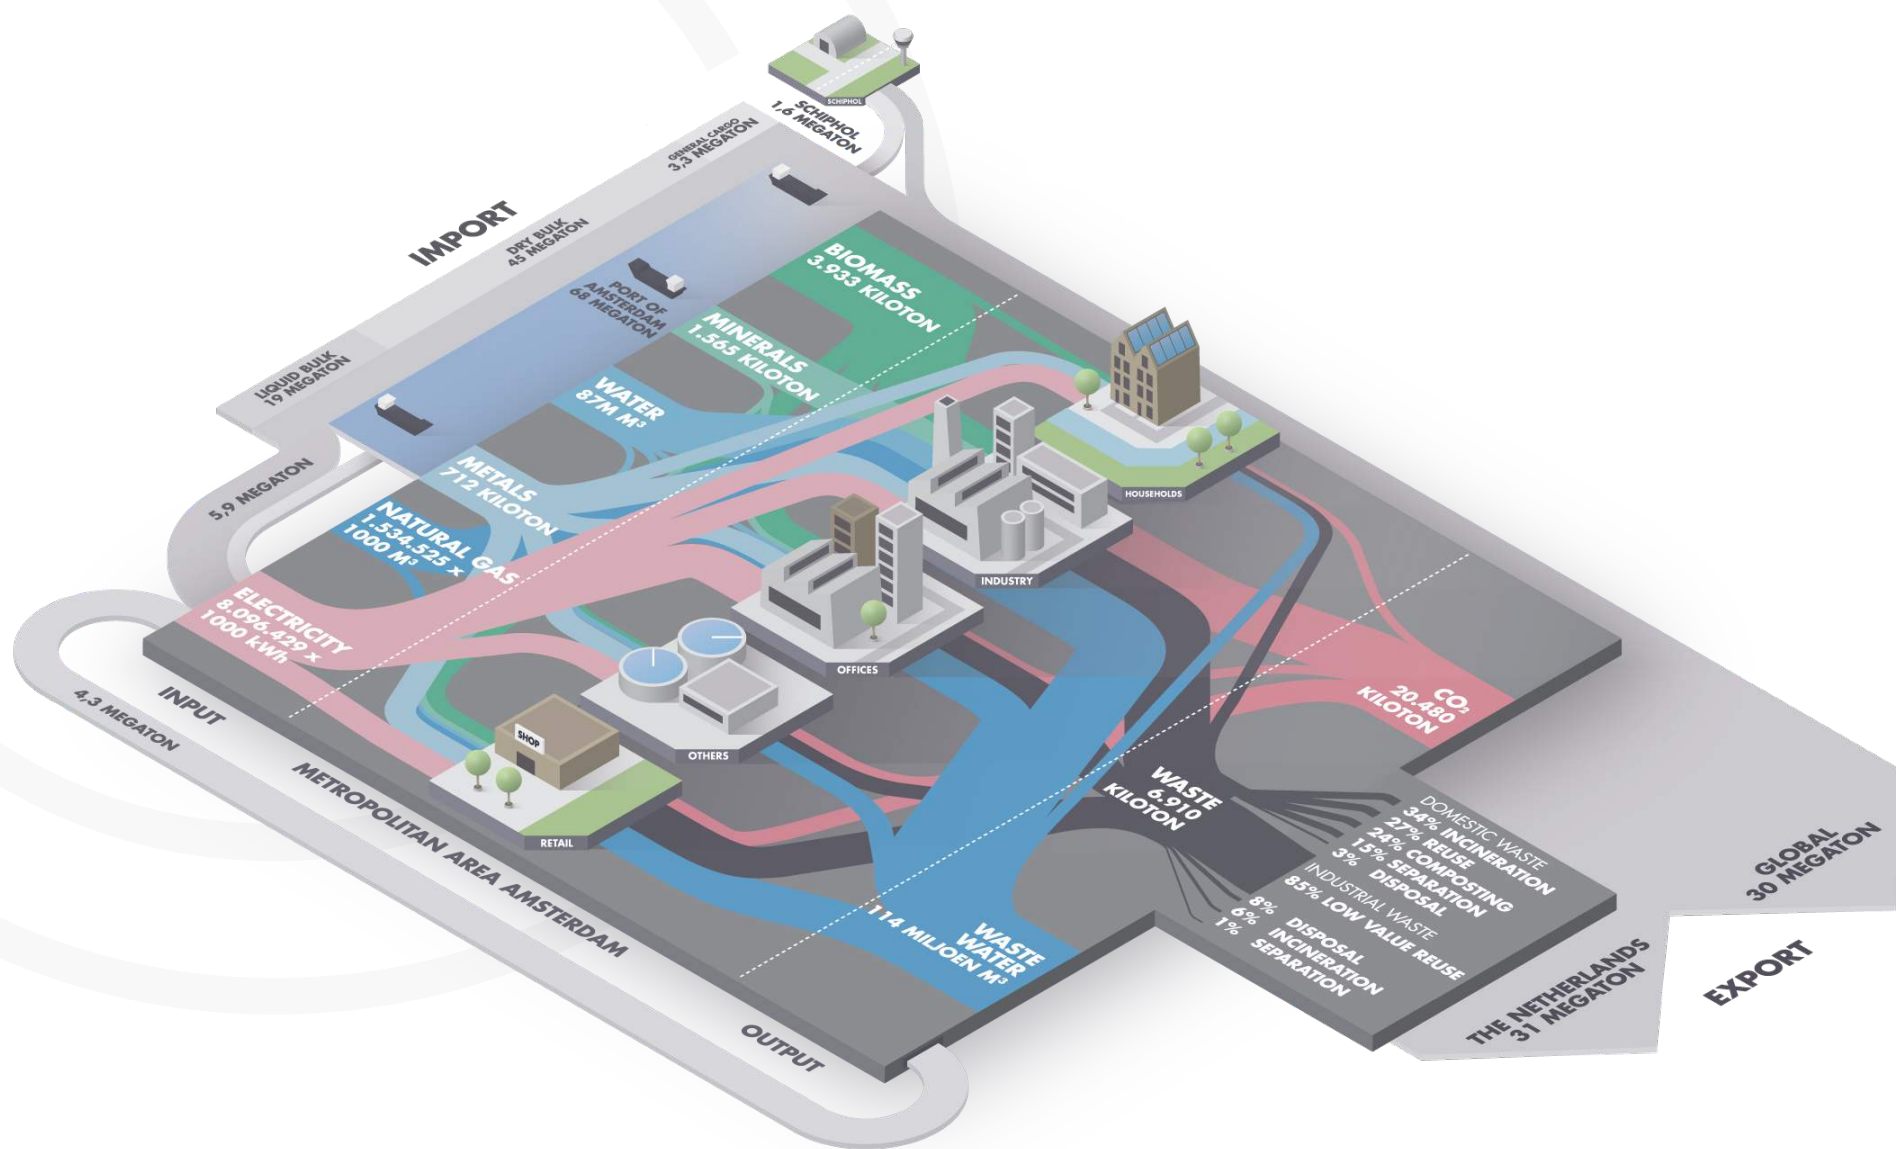 SCHIPHOL
SCHIPHOL
1,6 MEGATON
GENERAL CARGO
3,3 MEGATON
IMPORT
DRY BULK
45 MEGATON
PORT OF
AMSTERDAM
68 MEGATON
LIQUID BULK
19 MEGATON
5,9 MEGATON
BIOMASS
3.933 KILOTON
MINERALS
1.565 KILOTON
WATER
87M M³
METALS
712 KILOTON
NATURAL GAS
1.534.525 x
1000 M³
ELECTRICITY
8.096.429 x
1000 kWh
HOUSEHOLDS
INDUSTRY
OFFICES
OTHERS
SHOP
RETAIL
INPUT
4,3 MEGATON
METROPOLITAN AREA AMSTERDAM
OUTPUT
CO₂
20.480
KILOTON
WASTE
6.910
KILOTON
WASTE
WATER
114 MILJOEN M³
DOMESTIC WASTE
34% INCINERATION
27% REUSE
24% COMPOSTING
15% SEPARATION
3% DISPOSAL
INDUSTRIAL WASTE
85% LOW VALUE REUSE
8% DISPOSAL
6% INCINERATION
1% SEPARATION
GLOBAL
30 MEGATON
THE NETHERLANDS
31 MEGATON
EXPORT